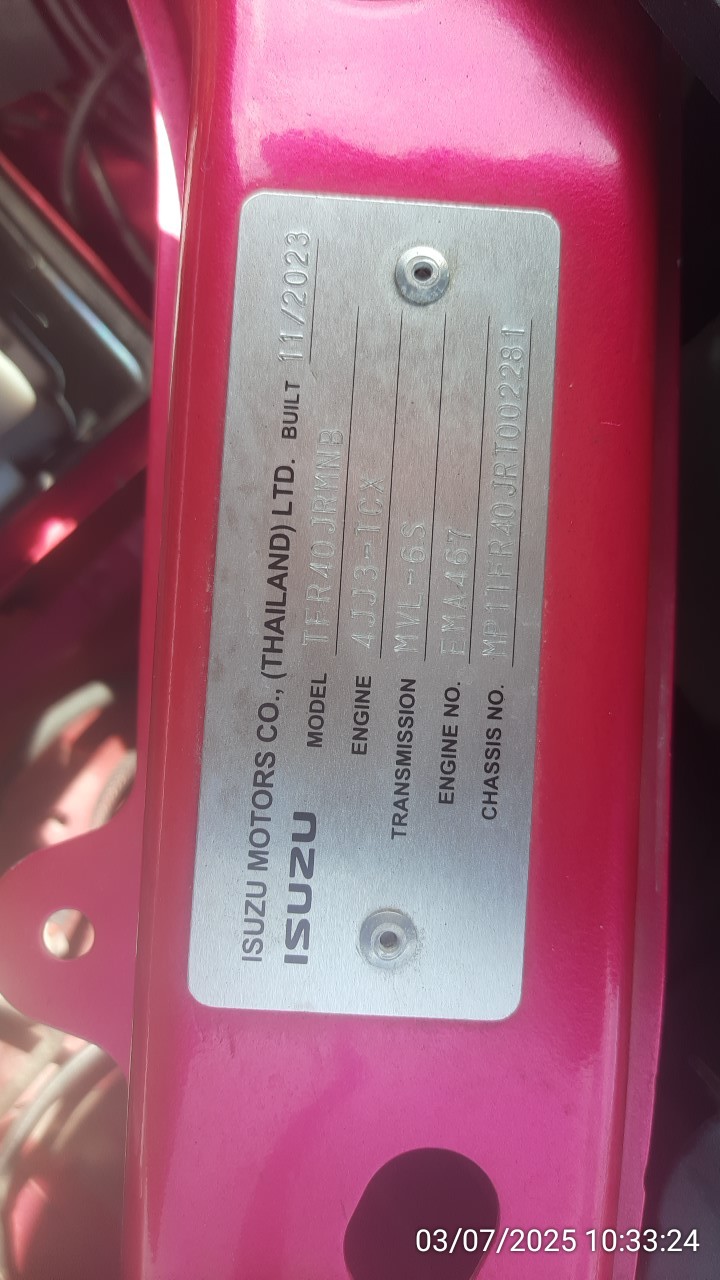 ISUZU MOTORS CO., (THAILAND) LTD. BUILT 11/2023
ISUZU
MODEL TFR40JRMNB
ENGINE 4JJ3-1CX
TRANSMISSION MVL-6S
ENGINE NO. EMA467
CHASSIS NO. MP1TFR40JRT002281
03/07/2025 10:33:24